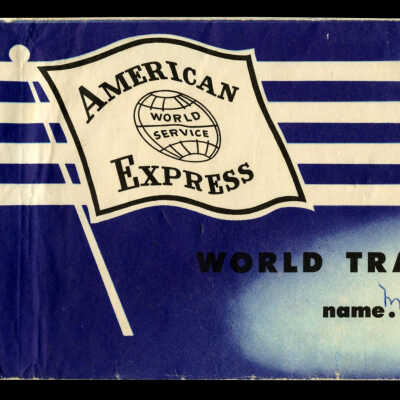 AMERICAN
WORLD
SERVICE
EXPRESS
WORLD TRA
name.